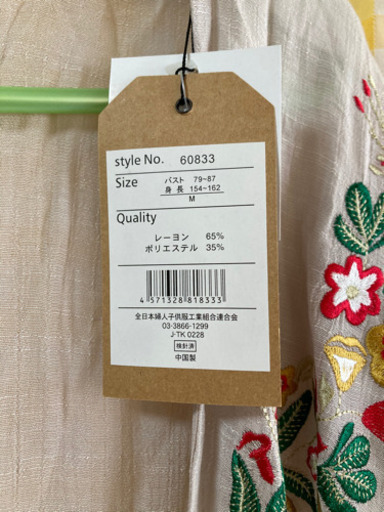 style No. 60833
Size バスト 79~87
身 長 154~162
M
Quality
レーヨン 65%
ポリエステル 35%
4 571328 818333
全日本婦人子供服工業組合連合会
03-3866-1299
J-TK 0228
検針済
中国製